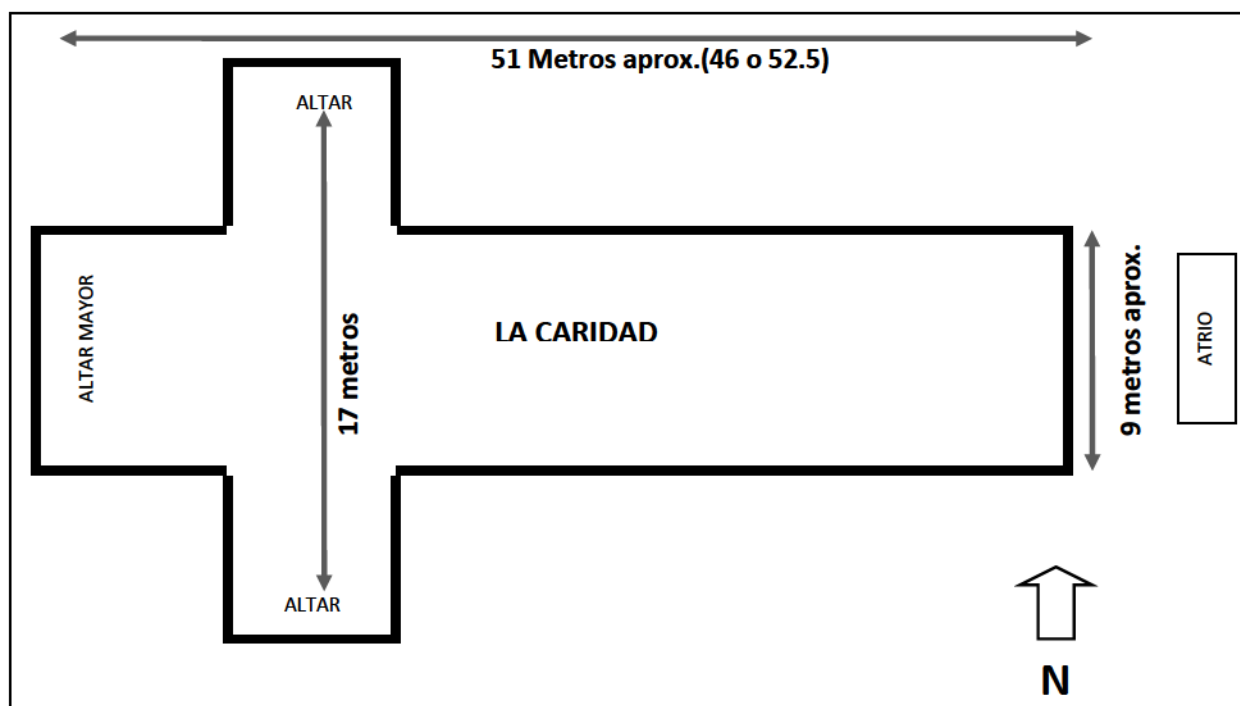 51 Metros aprox.(46 o 52.5)
ALTAR
ALTAR MAYOR
17 metros
LA CARIDAD
9 metros aprox.
ATRIO
ALTAR
N